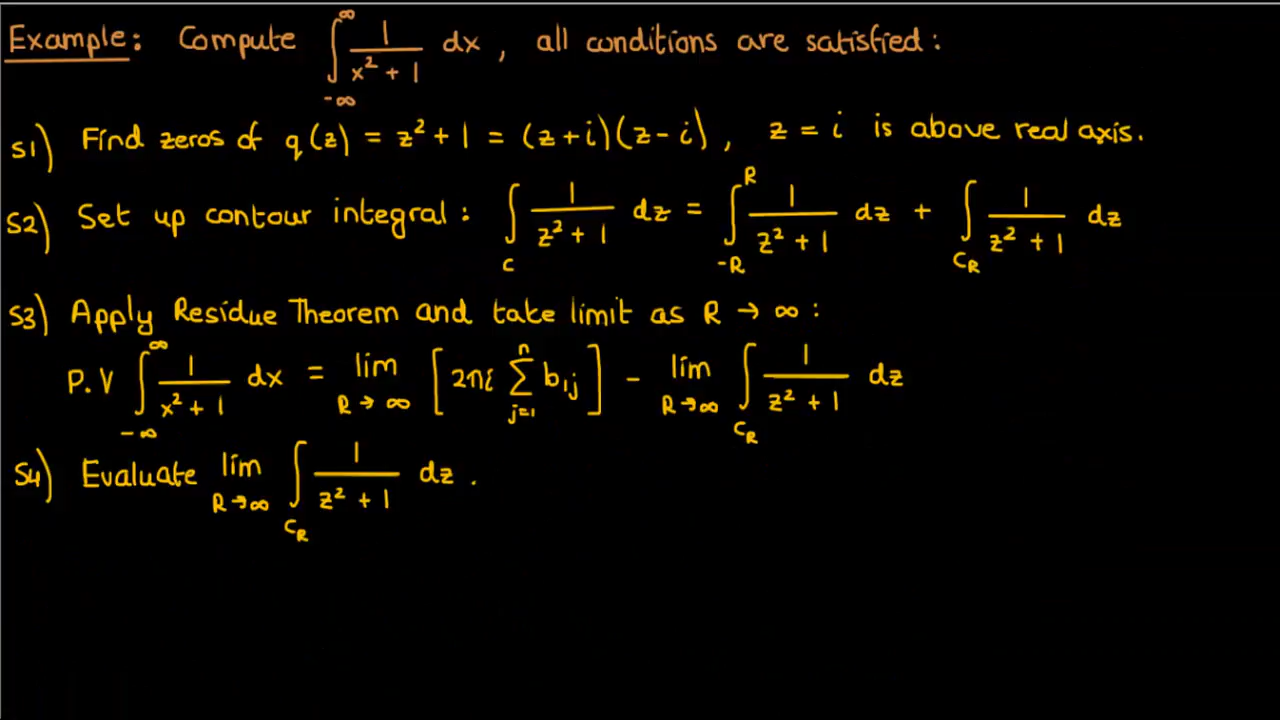 Example: Compute ∫_{-∞}^{∞} 1/(x² + 1) dx , all conditions are satisfied :
S1) Find zeros of q(z) = z² + 1 = (z+i)(z-i) , z = i is above real axis.
S2) Set up contour integral : ∫_C 1/(z² + 1) dz = ∫_{-R}^{R} 1/(z² + 1) dz + ∫_{C_R} 1/(z² + 1) dz
S3) Apply Residue Theorem and take limit as R → ∞ :
P.V ∫_{-∞}^{∞} 1/(x² + 1) dx = lim_{R→∞} [2πi ∑_{j=1}^{n} b_{1j}] - lim_{R→∞} ∫_{C_R} 1/(z² + 1) dz
S4) Evaluate lim_{R→∞} ∫_{C_R} 1/(z² + 1) dz .